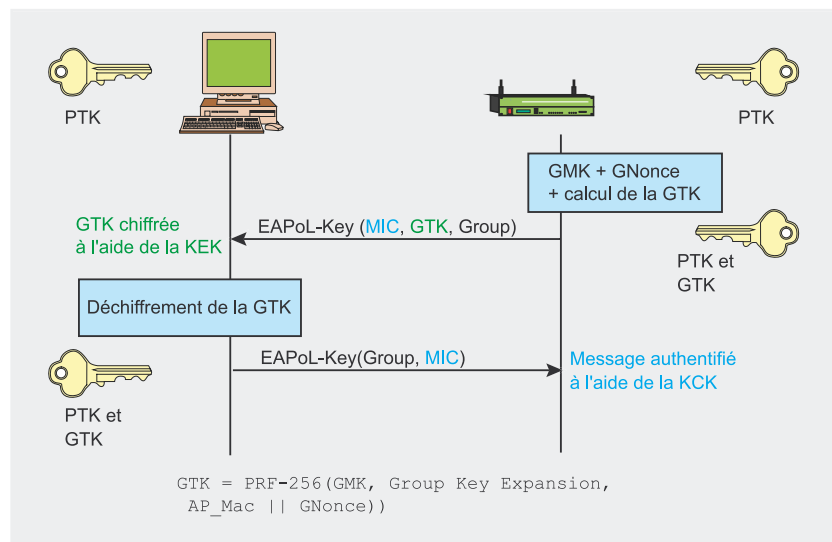 PTK
PTK
GMK + GNonce
+ calcul de la GTK
GTK chiffrée
à l'aide de la KEK
EAPoL-Key (MIC, GTK, Group)
PTK et
GTK
Déchiffrement de la GTK
EAPoL-Key(Group, MIC)
Message authentifié
à l'aide de la KCK
PTK et
GTK
GTK = PRF-256(GMK, Group Key Expansion,
AP_Mac || GNonce))